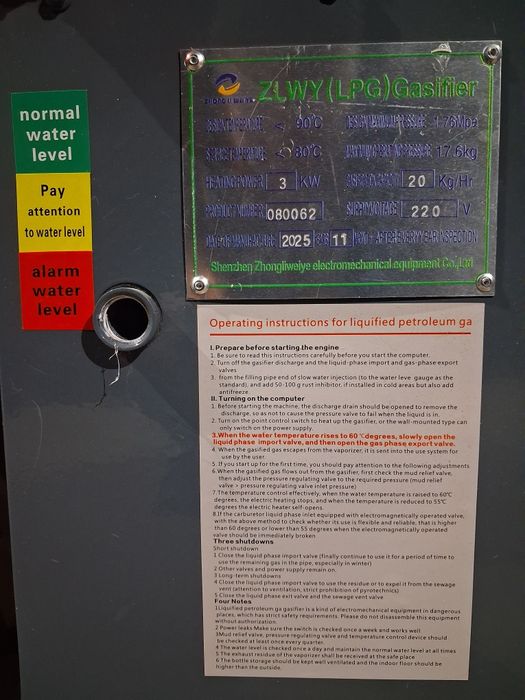 normal
water
level
Pay
attention
to water level
alarm
water
level
ZLWY(LPG)Gasifier
90℃ 1.76Mpa
80℃ 17.6kg
HEATING POWER 3 KW 20 Kg/Hr
PRODUCT NUMBER 080062 SUPPLY VOLTAGE 220 V
DATE OF MANUFACTURE 2025 11
Shenzhen Zhongliweiye electromechanical equipment Co.,Ltd
Operating instructions for liquified petroleum ga
I. Prepare before starting the engine
1. Be sure to read this instructions carefully before you start the computer.
2. Turn off the gasifier discharge and the liquid-phase import and gas-phase export
valves
3. from the filling pipe end of slow water injection (to the water level gauge as the
standard), and add 50-100 g rust inhibitor, if installed in cold areas but also add
antifreeze.
II. Turning on the computer
1. Before starting the machine, the discharge drain should be opened to remove the
discharge, so as not to cause the pressure valve to fail when the liquid is in.
2. Turn on the point control switch to heat up the gasifier, or the wall-mounted type can
only switch on the power supply.
3.When the water temperature rises to 60 ℃degrees, slowly open the
liquid phase import valve, and then open the gas phase export valve.
4. When the gasified gas escapes from the vaporizer, it is sent into the use system for
use by the user.
5. If you start up for the first time, you should pay attention to the following adjustments
6.When the gasified gas flows out from the gasifier, first check the mud relief valve,
then adjust the pressure regulating valve to the required pressure (mud relief
valve > pressure regulating valve inlet pressure)
7.The temperature control effectively, when the water temperature is raised to 60℃
degrees, the electric heating stops, and when the temperature is reduced to 55℃
degrees the electric heater self-opens.
8.If the carburetor liquid phase inlet equipped with electromagnetically operated valve,
with the above method to check whether its use is flexible and reliable, that is higher
than 60 degrees or lower than 55 degrees when the electromagnetically operated
valve should be immediately broken
Three shutdowns
Short shutdown
1 Close the liquid phase import valve (finally continue to use it for a period of time to
use the remaining gas in the pipe, especially in winter)
2 Other valves and power supply remain on.
3 Long-term shutdowns
4 Close the liquid phase import valve to use the residue or to expel it from the sewage
vent (attention to ventilation, strict prohibition of pyrotechnics)
5 Close the liquid phase exit valve and the sewage vent valve
Four Notes
1Liquified petroleum gas gasifier is a kind of electromechanical equipment in dangerous
places, which has strict safety requirements. Please do not disassemble this equipment
without authorization.
2 Power leaks Make sure the switch is checked once a week and works well.
3Mud relief valve, pressure regulating valve and temperature control device should
be checked at least once every quarter.
4 The water level is checked once a day and maintain the normal water level at all times
5 The exhaust residue of the vaporizer shall be received at the safe place
6 The bottle storage should be kept well ventilated and the indoor floor should be
higher than the outside.